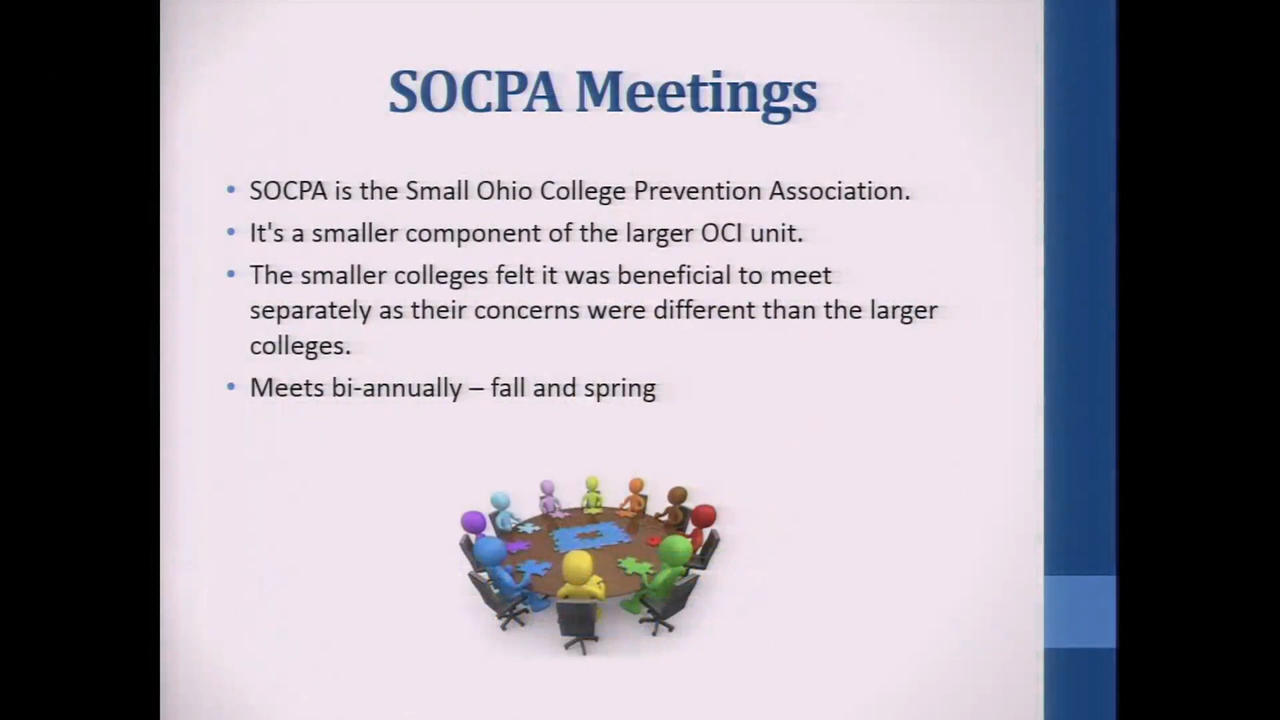 SOCPA Meetings
• SOCPA is the Small Ohio College Prevention Association.
• It's a smaller component of the larger OCI unit.
• The smaller colleges felt it was beneficial to meet
separately as their concerns were different than the larger
colleges.
• Meets bi-annually – fall and spring